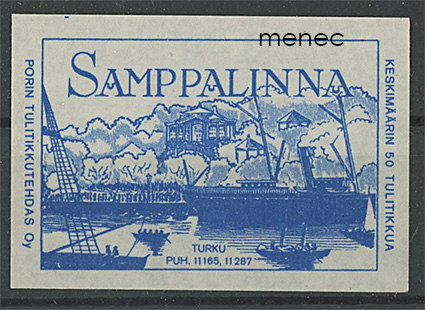 menec
SAMPPALINNA
PORIN TULITIKKUTEHDAS Oy
KESKIMÄÄRIN 50 TULITIKKUA
TURKU
PUH. 11165, 11287